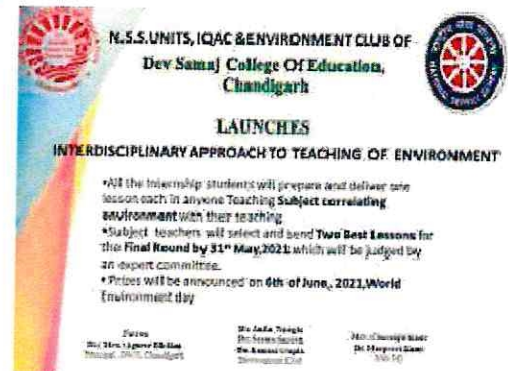 N.S.S.UNITS, IQAC &ENVIRONMENT CLUB OF
Dev Samaj College Of Education,
Chandigarh
LAUNCHES
INTERDISCIPLINARY APPROACH TO TEACHING OF ENVIRONMENT
•All the Internship students will prepare and deliver one
lesson each in anyone Teaching Subject correlating
environment with their teaching
•Subject teachers will select and send Two Best Lessons for
the Final Round by 31st May,2021 which will be judged by
an expert committee.
• Prizes will be announced on 6th of June,, 2021,World
Environment day
Patron